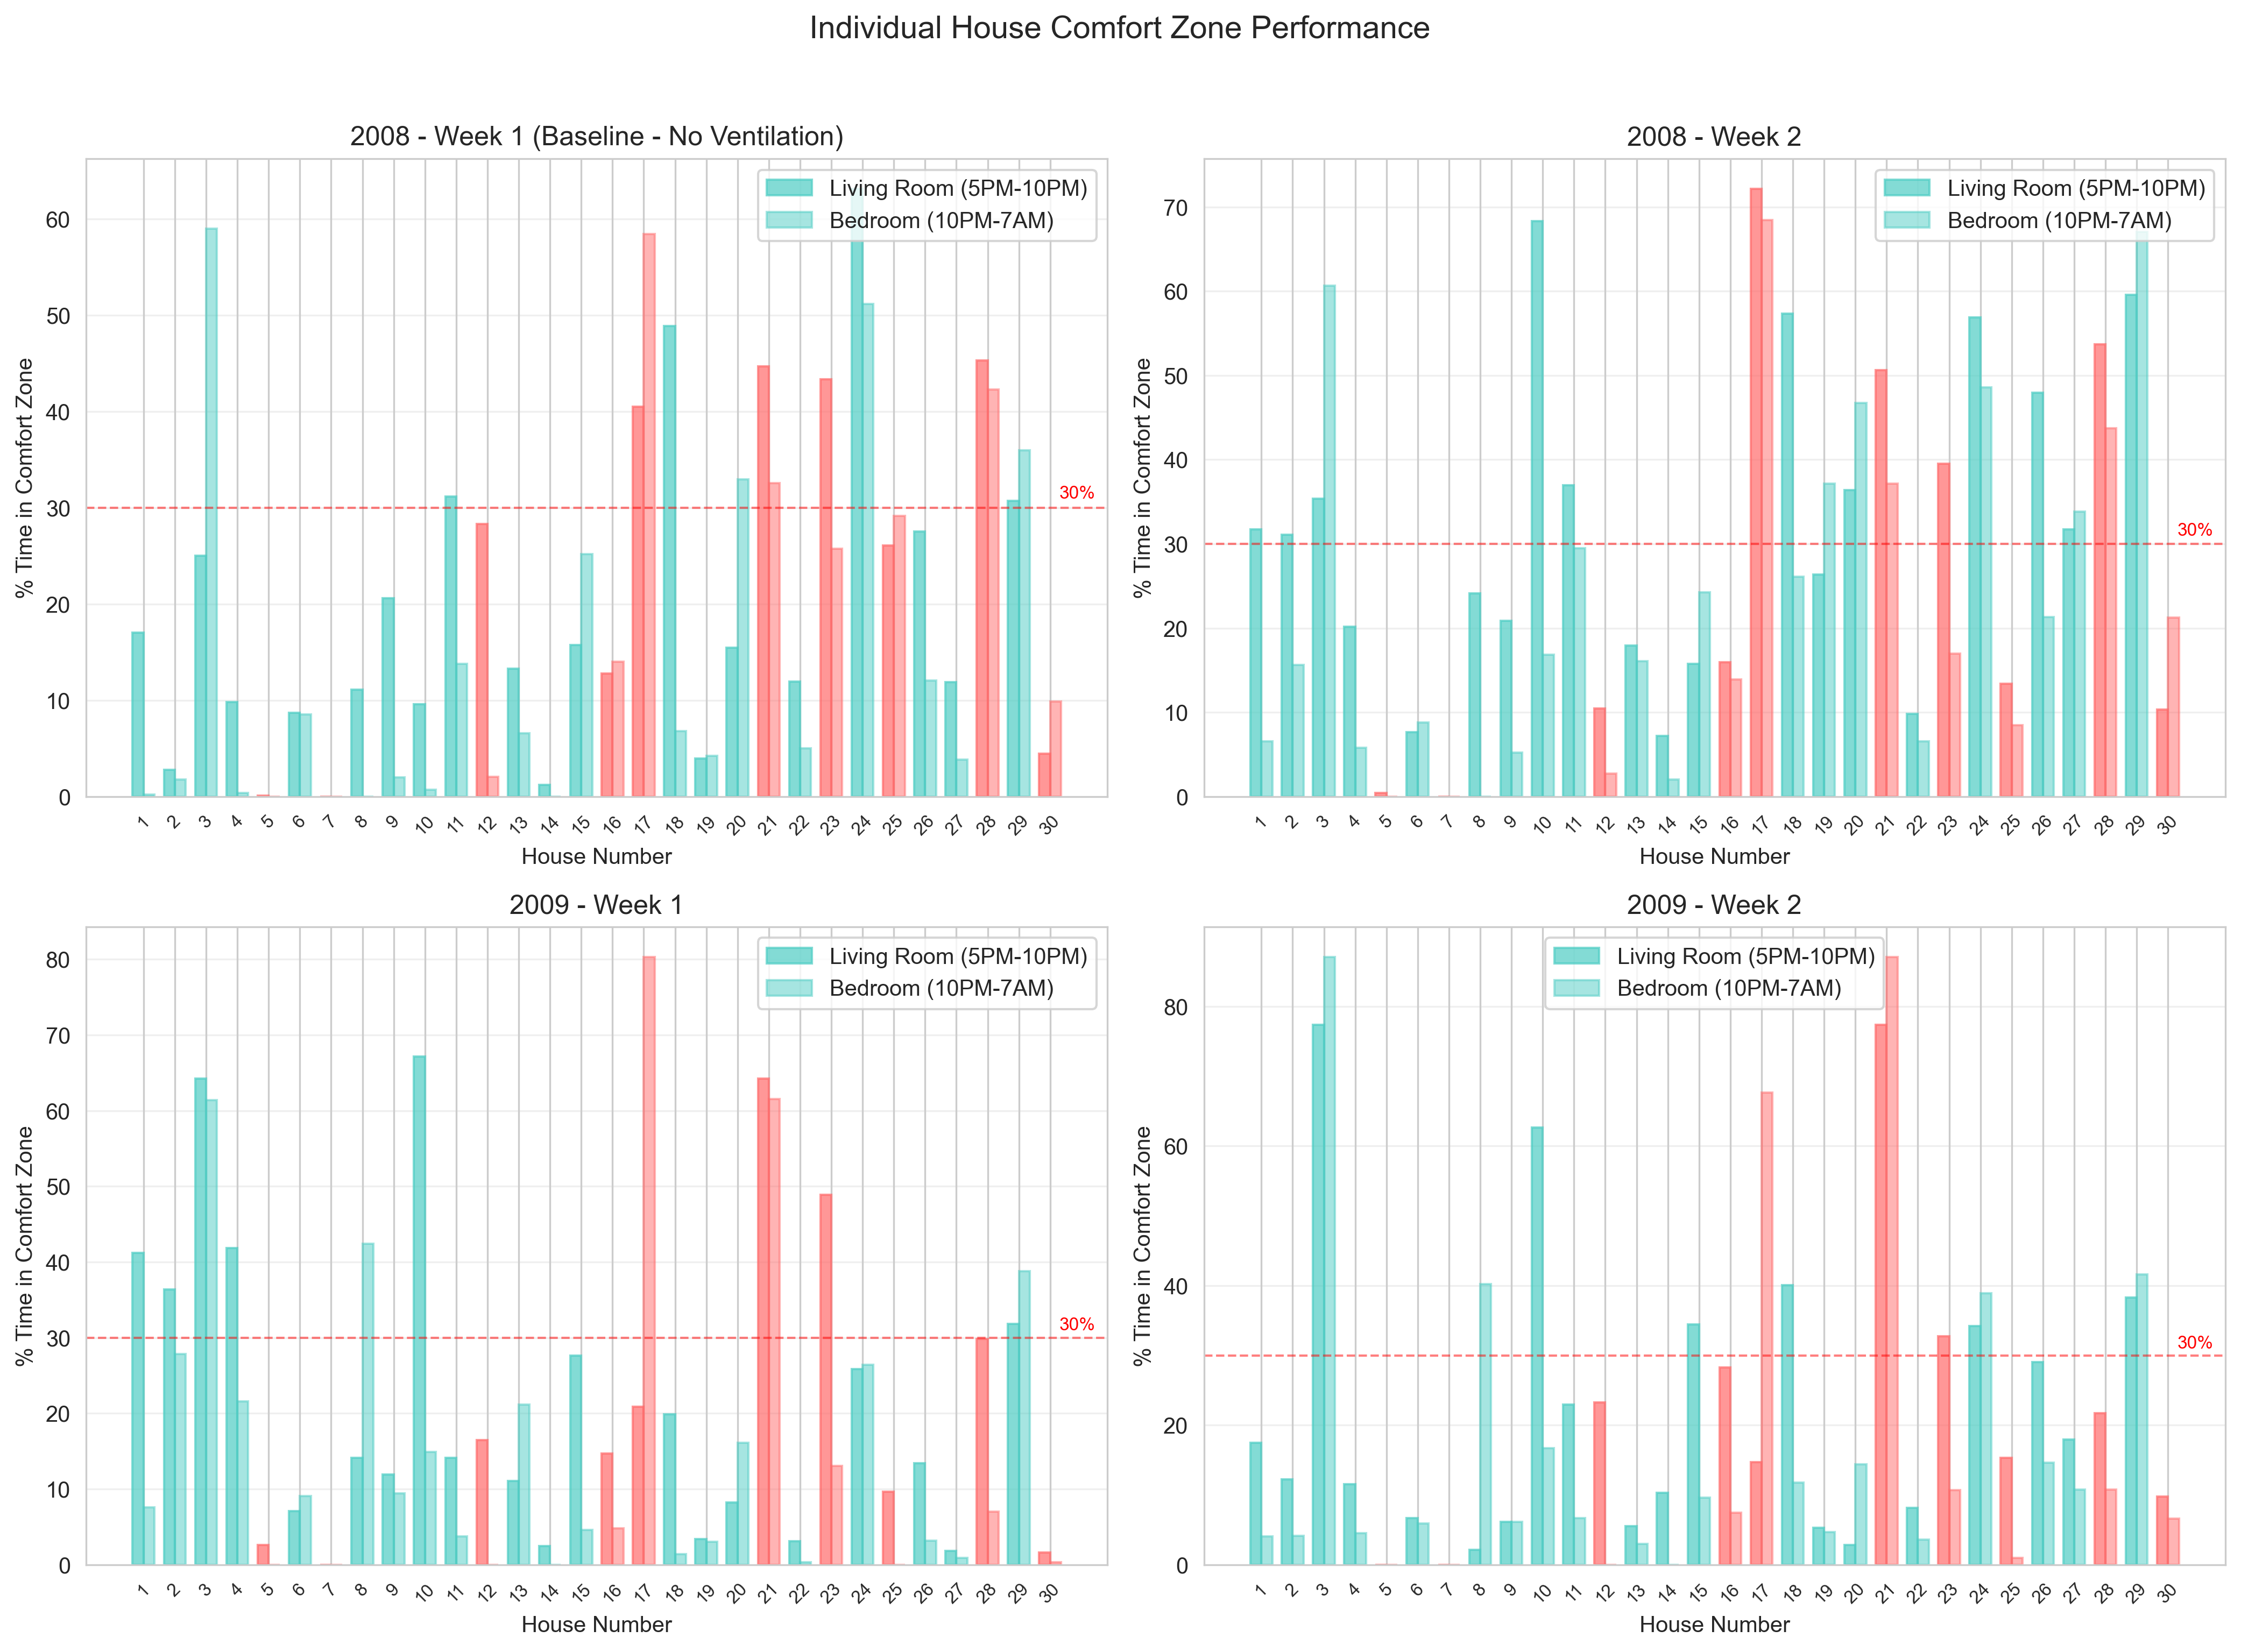 Individual House Comfort Zone Performance
2008 - Week 1 (Baseline - No Ventilation)
Living Room (5PM-10PM)
Bedroom (10PM-7AM)
% Time in Comfort Zone
60
50
40
30
20
10
0
30%
1 2 3 4 5 6 7 8 9 10 11 12 13 14 15 16 17 18 19 20 21 22 23 24 25 26 27 28 29 30
House Number
2008 - Week 2
Living Room (5PM-10PM)
Bedroom (10PM-7AM)
% Time in Comfort Zone
70
60
50
40
30
20
10
0
30%
1 2 3 4 5 6 7 8 9 10 11 12 13 14 15 16 17 18 19 20 21 22 23 24 25 26 27 28 29 30
House Number
2009 - Week 1
Living Room (5PM-10PM)
Bedroom (10PM-7AM)
% Time in Comfort Zone
80
70
60
50
40
30
20
10
0
30%
1 2 3 4 5 6 7 8 9 10 11 12 13 14 15 16 17 18 19 20 21 22 23 24 25 26 27 28 29 30
House Number
2009 - Week 2
Living Room (5PM-10PM)
Bedroom (10PM-7AM)
% Time in Comfort Zone
80
60
40
20
0
30%
1 2 3 4 5 6 7 8 9 10 11 12 13 14 15 16 17 18 19 20 21 22 23 24 25 26 27 28 29 30
House Number